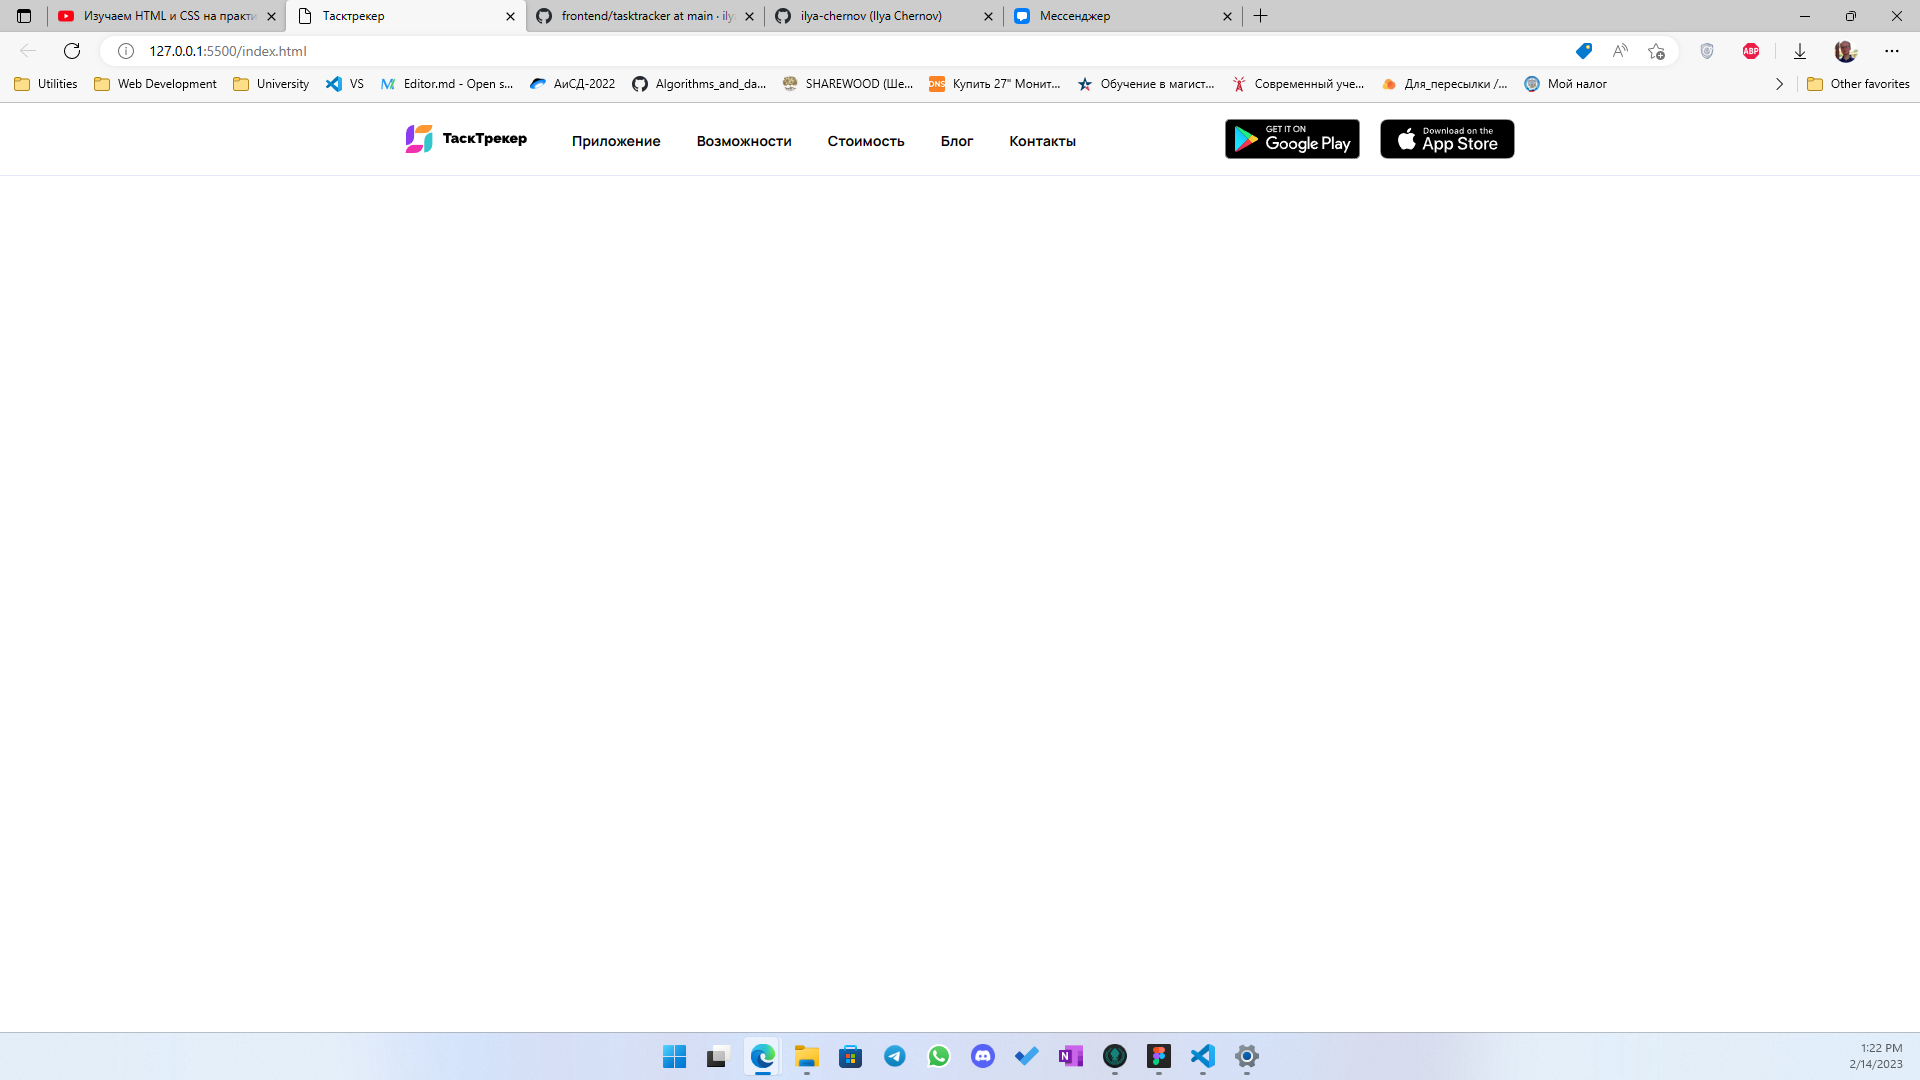 Изучаем HTML и CSS на практи
Тасктрекер
frontend/tasktracker at main · ily
ilya-chernov (Ilya Chernov)
Мессенджер
127.0.0.1:5500/index.html
ABP
Utilities
Web Development
University
VS
Editor.md - Open s...
АиСД-2022
Algorithms_and_da...
SHAREWOOD (Ше...
DNS
Купить 27" Монит...
Обучение в магист...
Современный уче...
Для_пересылки /...
Мой налог
Other favorites
ТаскТрекер
Приложение
Возможности
Стоимость
Блог
Контакты
GET IT ON
Google Play
Download on the
App Store
N
1:22 PM
2/14/2023